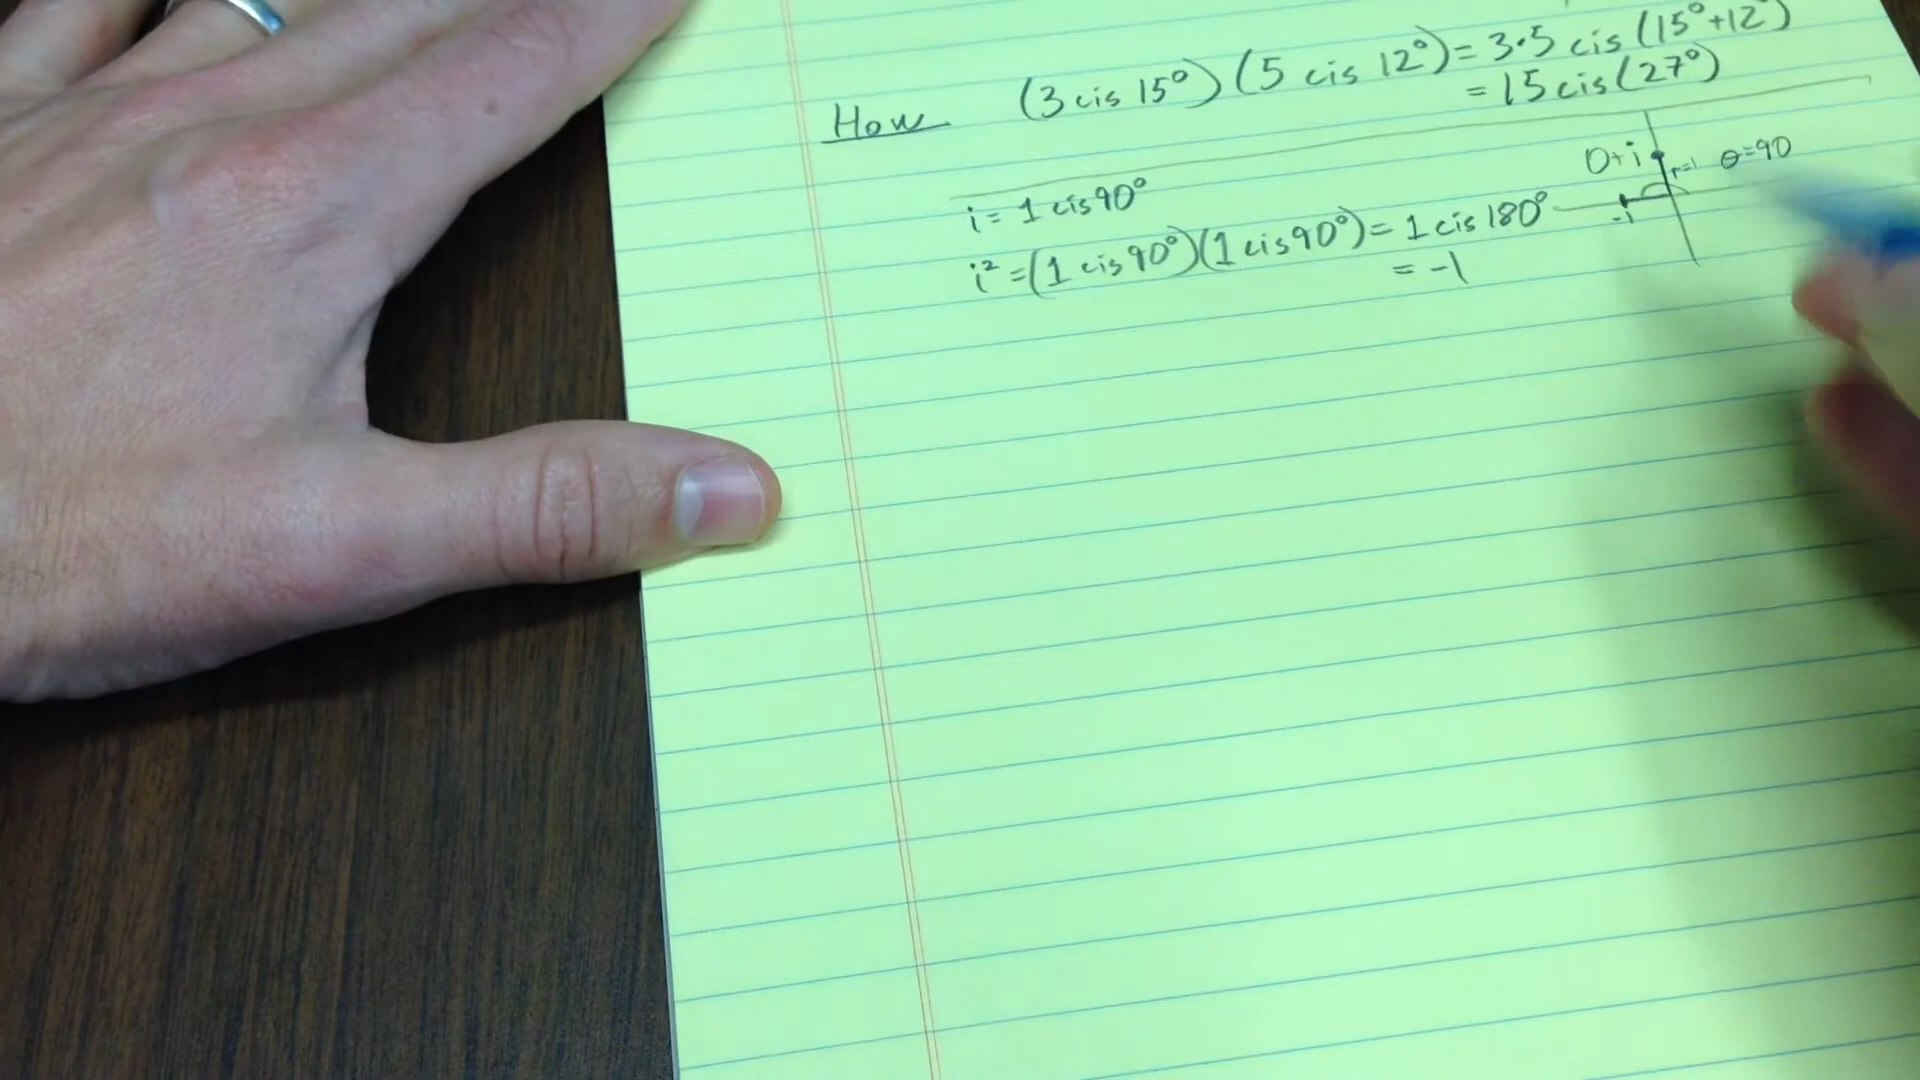 How (3 cis 15°)(5 cis 12°) = 3·5 cis (15°+12°)
= 15 cis (27°)
i = 1 cis 90°
i² = (1 cis 90°)(1 cis 90°) = 1 cis 180°
= -1
0+i r=1 θ=90
-1